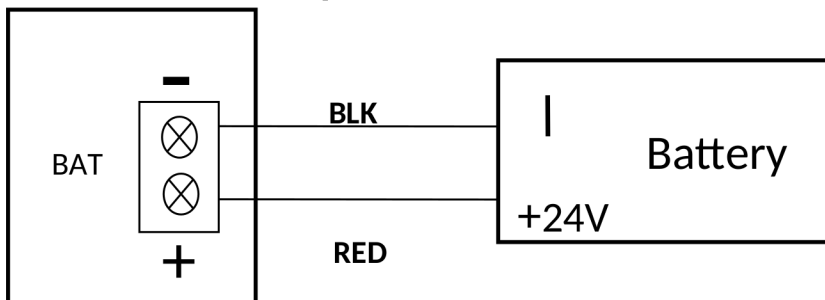 -
BLK
|
BAT
Battery
+24V
+
RED